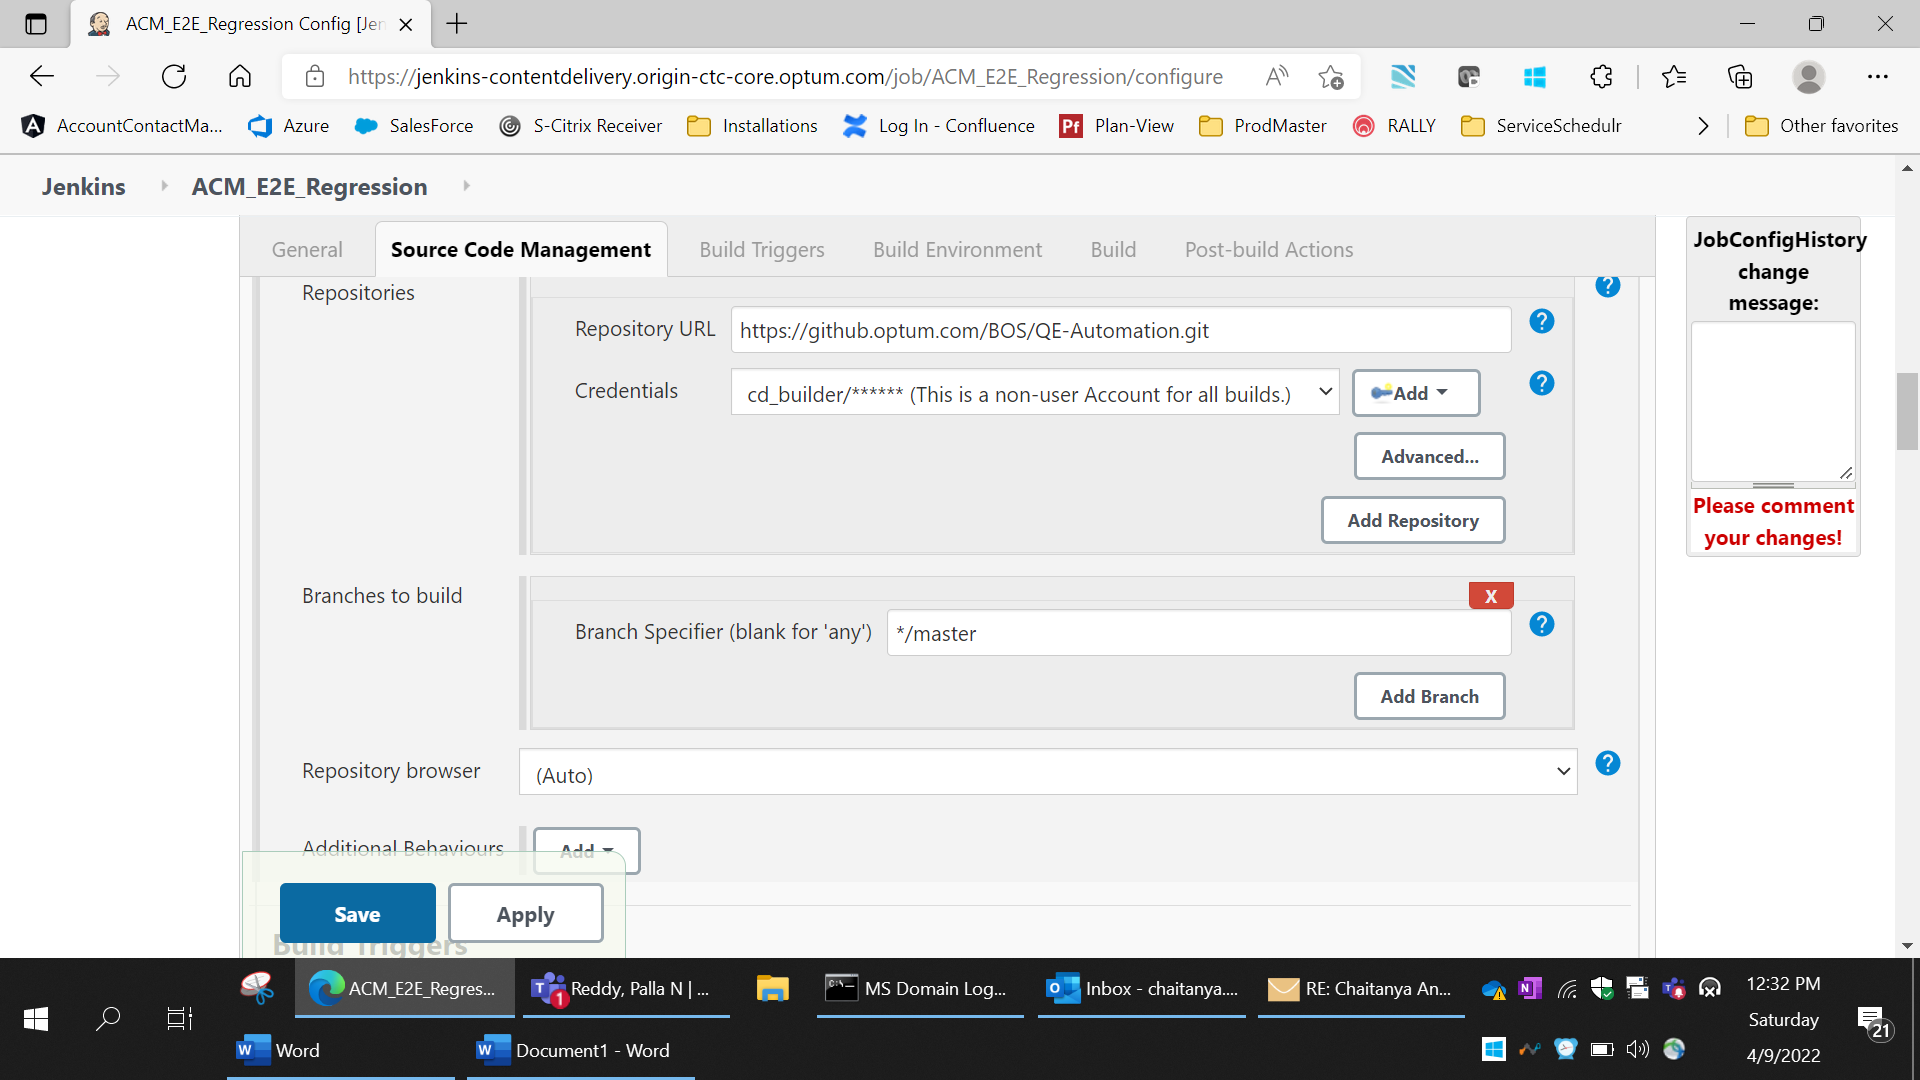 ACM_E2E_Regression Config [Jen
https://jenkins-contentdelivery.origin-ctc-core.optum.com/job/ACM_E2E_Regression/configure
AccountContactMa... Azure SalesForce S-Citrix Receiver Installations Log In - Confluence Pf Plan-View ProdMaster RALLY ServiceSchedulr Other favorites
Jenkins ACM_E2E_Regression
General Source Code Management Build Triggers Build Environment Build Post-build Actions
JobConfigHistory
change
message:
Please comment
your changes!
Repositories
Repository URL https://github.optum.com/BOS/QE-Automation.git
Credentials cd_builder/****** (This is a non-user Account for all builds.) Add
Advanced...
Add Repository
Branches to build
X
Branch Specifier (blank for 'any') */master
Add Branch
Repository browser (Auto)
Additional Behaviours Add
Save Apply
Build Triggers
ACM_E2E_Regres... Reddy, Palla N | ... MS Domain Log... Inbox - chaitanya.... RE: Chaitanya An...
Word Document1 - Word
12:32 PM
Saturday
4/9/2022
21